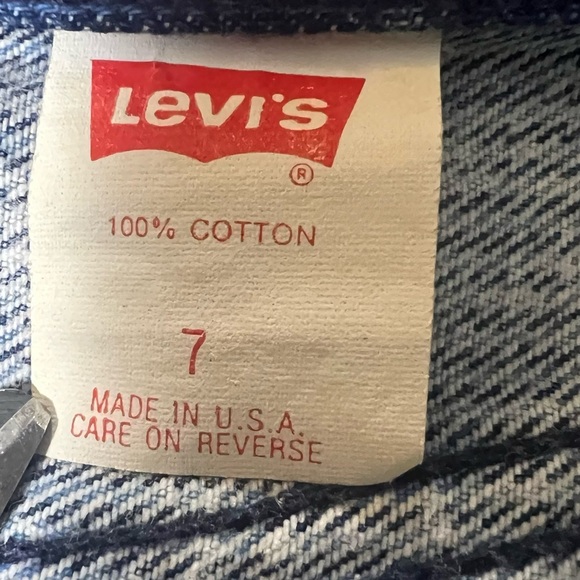 Levi's
®
100% COTTON
7
MADE IN U.S.A.
CARE ON REVERSE